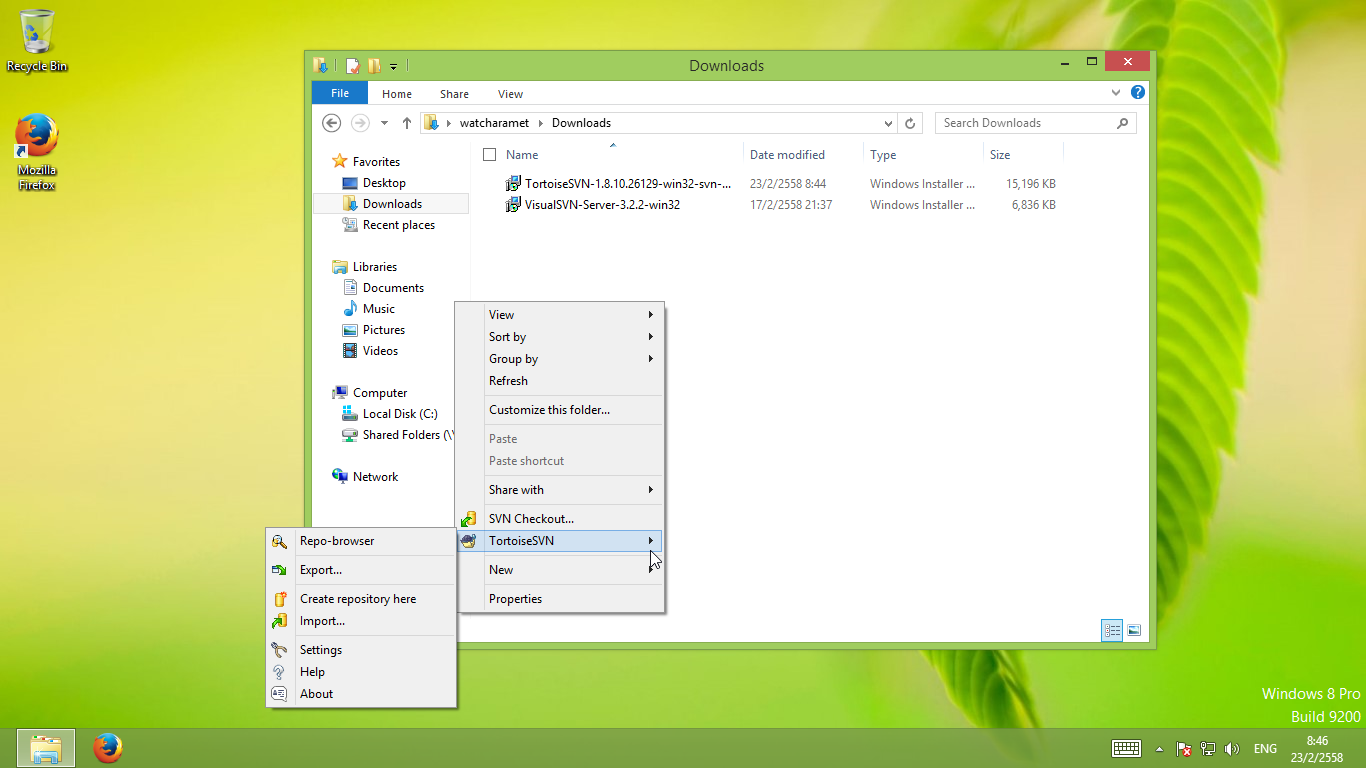 Recycle Bin
Mozilla
Firefox
Downloads
File Home Share View
watcharamet Downloads Search Downloads
Name Date modified Type Size
TortoiseSVN-1.8.10.26129-win32-svn-... 23/2/2558 8:44 Windows Installer ... 15,196 KB
VisualSVN-Server-3.2.2-win32 17/2/2558 21:37 Windows Installer ... 6,836 KB
Favorites
Desktop
Downloads
Recent places
Libraries
Documents
Music
Pictures
Videos
Computer
Local Disk (C:)
Shared Folders (\\
Network
View
Sort by
Group by
Refresh
Customize this folder...
Paste
Paste shortcut
Share with
SVN Checkout...
TortoiseSVN
New
Properties
Repo-browser
Export...
Create repository here
Import...
Settings
Help
About
Windows 8 Pro
Build 9200
ENG
8:46
23/2/2558